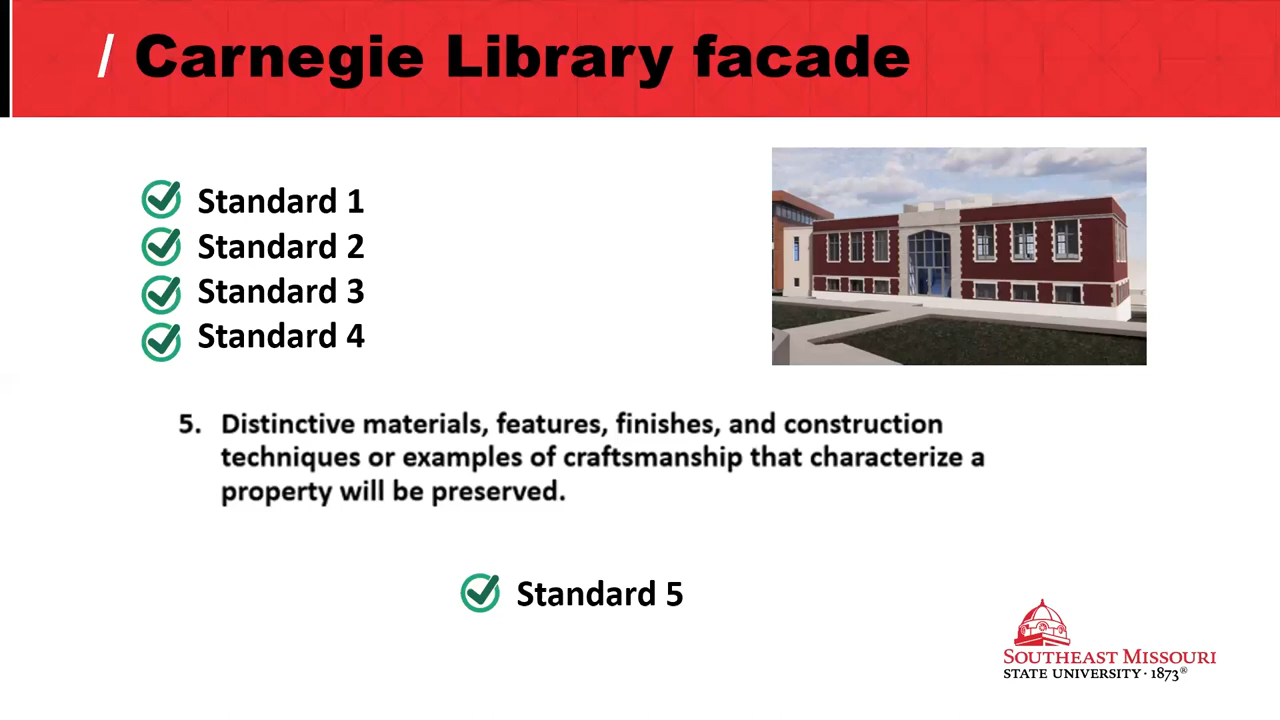 / Carnegie Library facade
Standard 1
Standard 2
Standard 3
Standard 4
5. Distinctive materials, features, finishes, and construction
techniques or examples of craftsmanship that characterize a
property will be preserved.
Standard 5
SOUTHEAST MISSOURI
STATE UNIVERSITY · 1873®